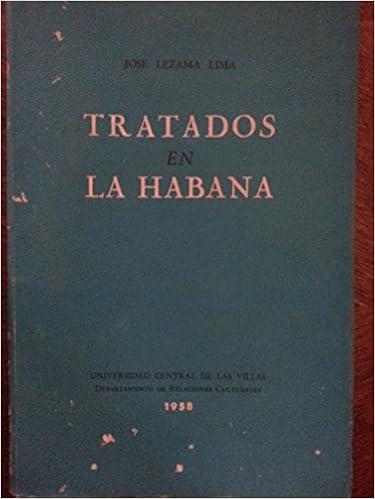 JOSE LEZAMA LIMA
TRATADOS
EN
LA HABANA
UNIVERSIDAD CENTRAL DE LAS VILLAS
DEPARTAMENTO DE RELACIONES CULTURALES
1958